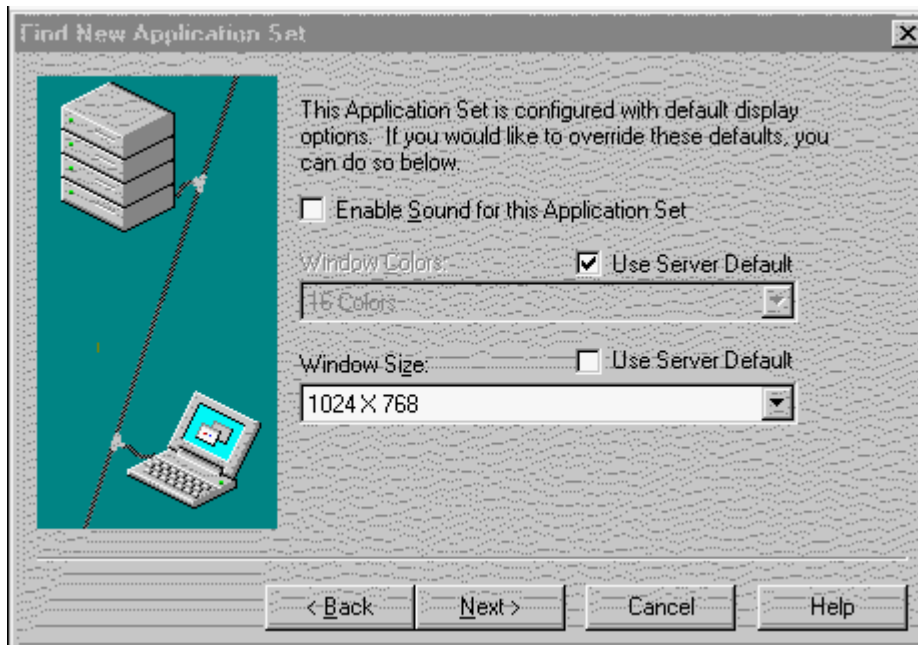 Find New Application Set
This Application Set is configured with default display
options. If you would like to override these defaults, you
can do so below.
Enable Sound for this Application Set
Window Colors:
Use Server Default
16 Colors
Window Size:
Use Server Default
1024 X 768
< Back
Next >
Cancel
Help